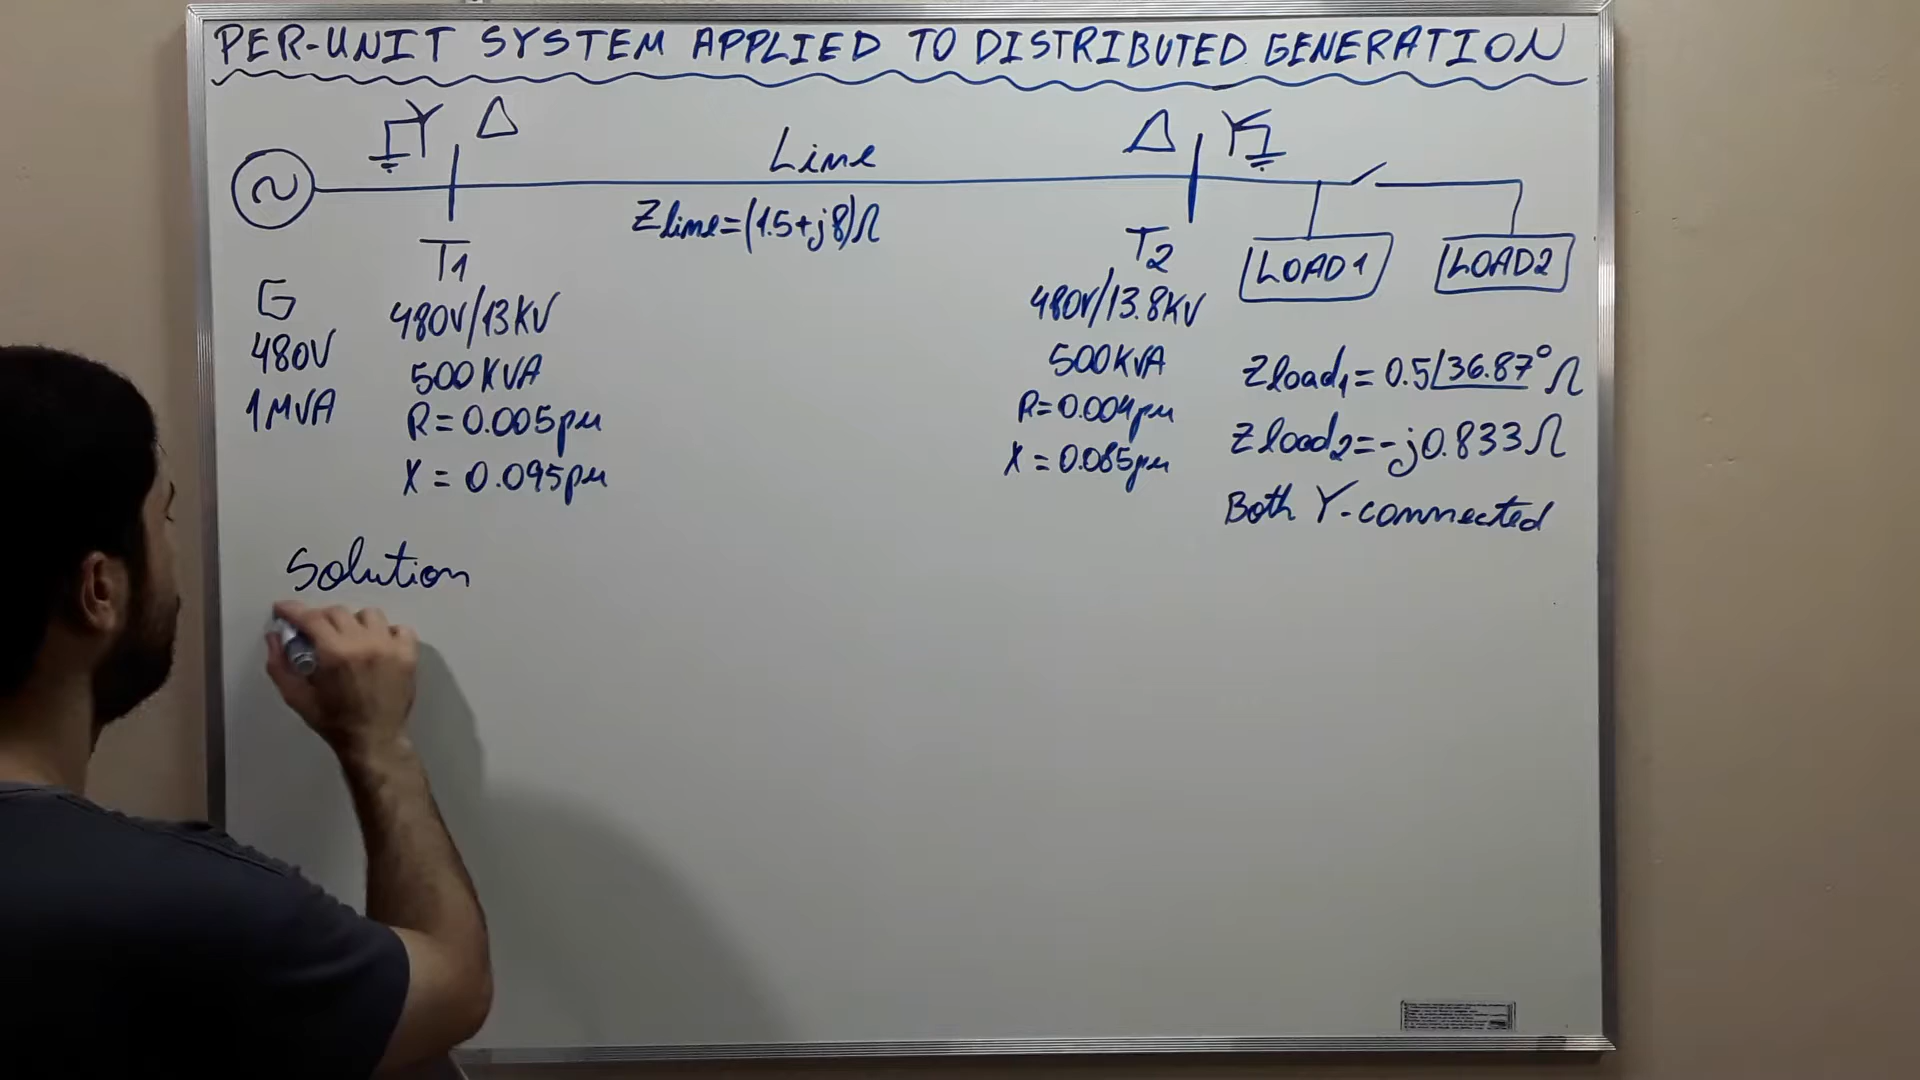 PER-UNIT SYSTEM APPLIED TO DISTRIBUTED GENERATION
Line
Zline=(1.5+j8)Ω
T1
T2
LOAD1
LOAD2
G
480V
1MVA
480V/13KV
500KVA
R=0.005pu
X=0.095pu
480V/13.8KV
500KVA
R=0.004pu
X=0.085pu
Zload1=0.5∠36.87°Ω
Zload2=-j0.833Ω
Both Y-connected
Solution